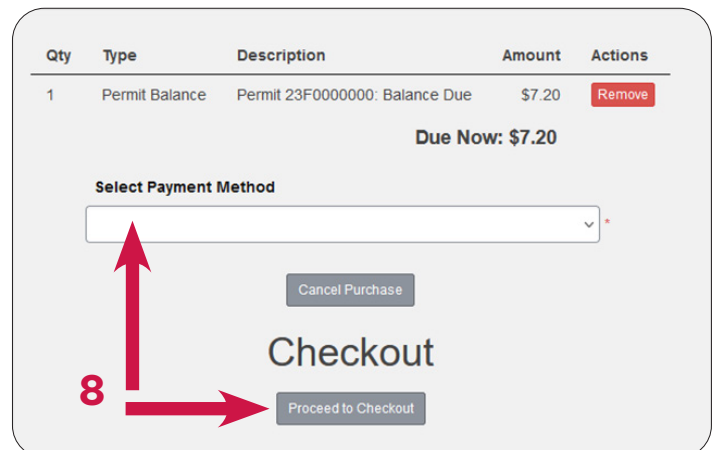 Qty Type Description Amount Actions
1 Permit Balance Permit 23F0000000: Balance Due $7.20 Remove
Due Now: $7.20
Select Payment Method
*
Cancel Purchase
Checkout
8
Proceed to Checkout